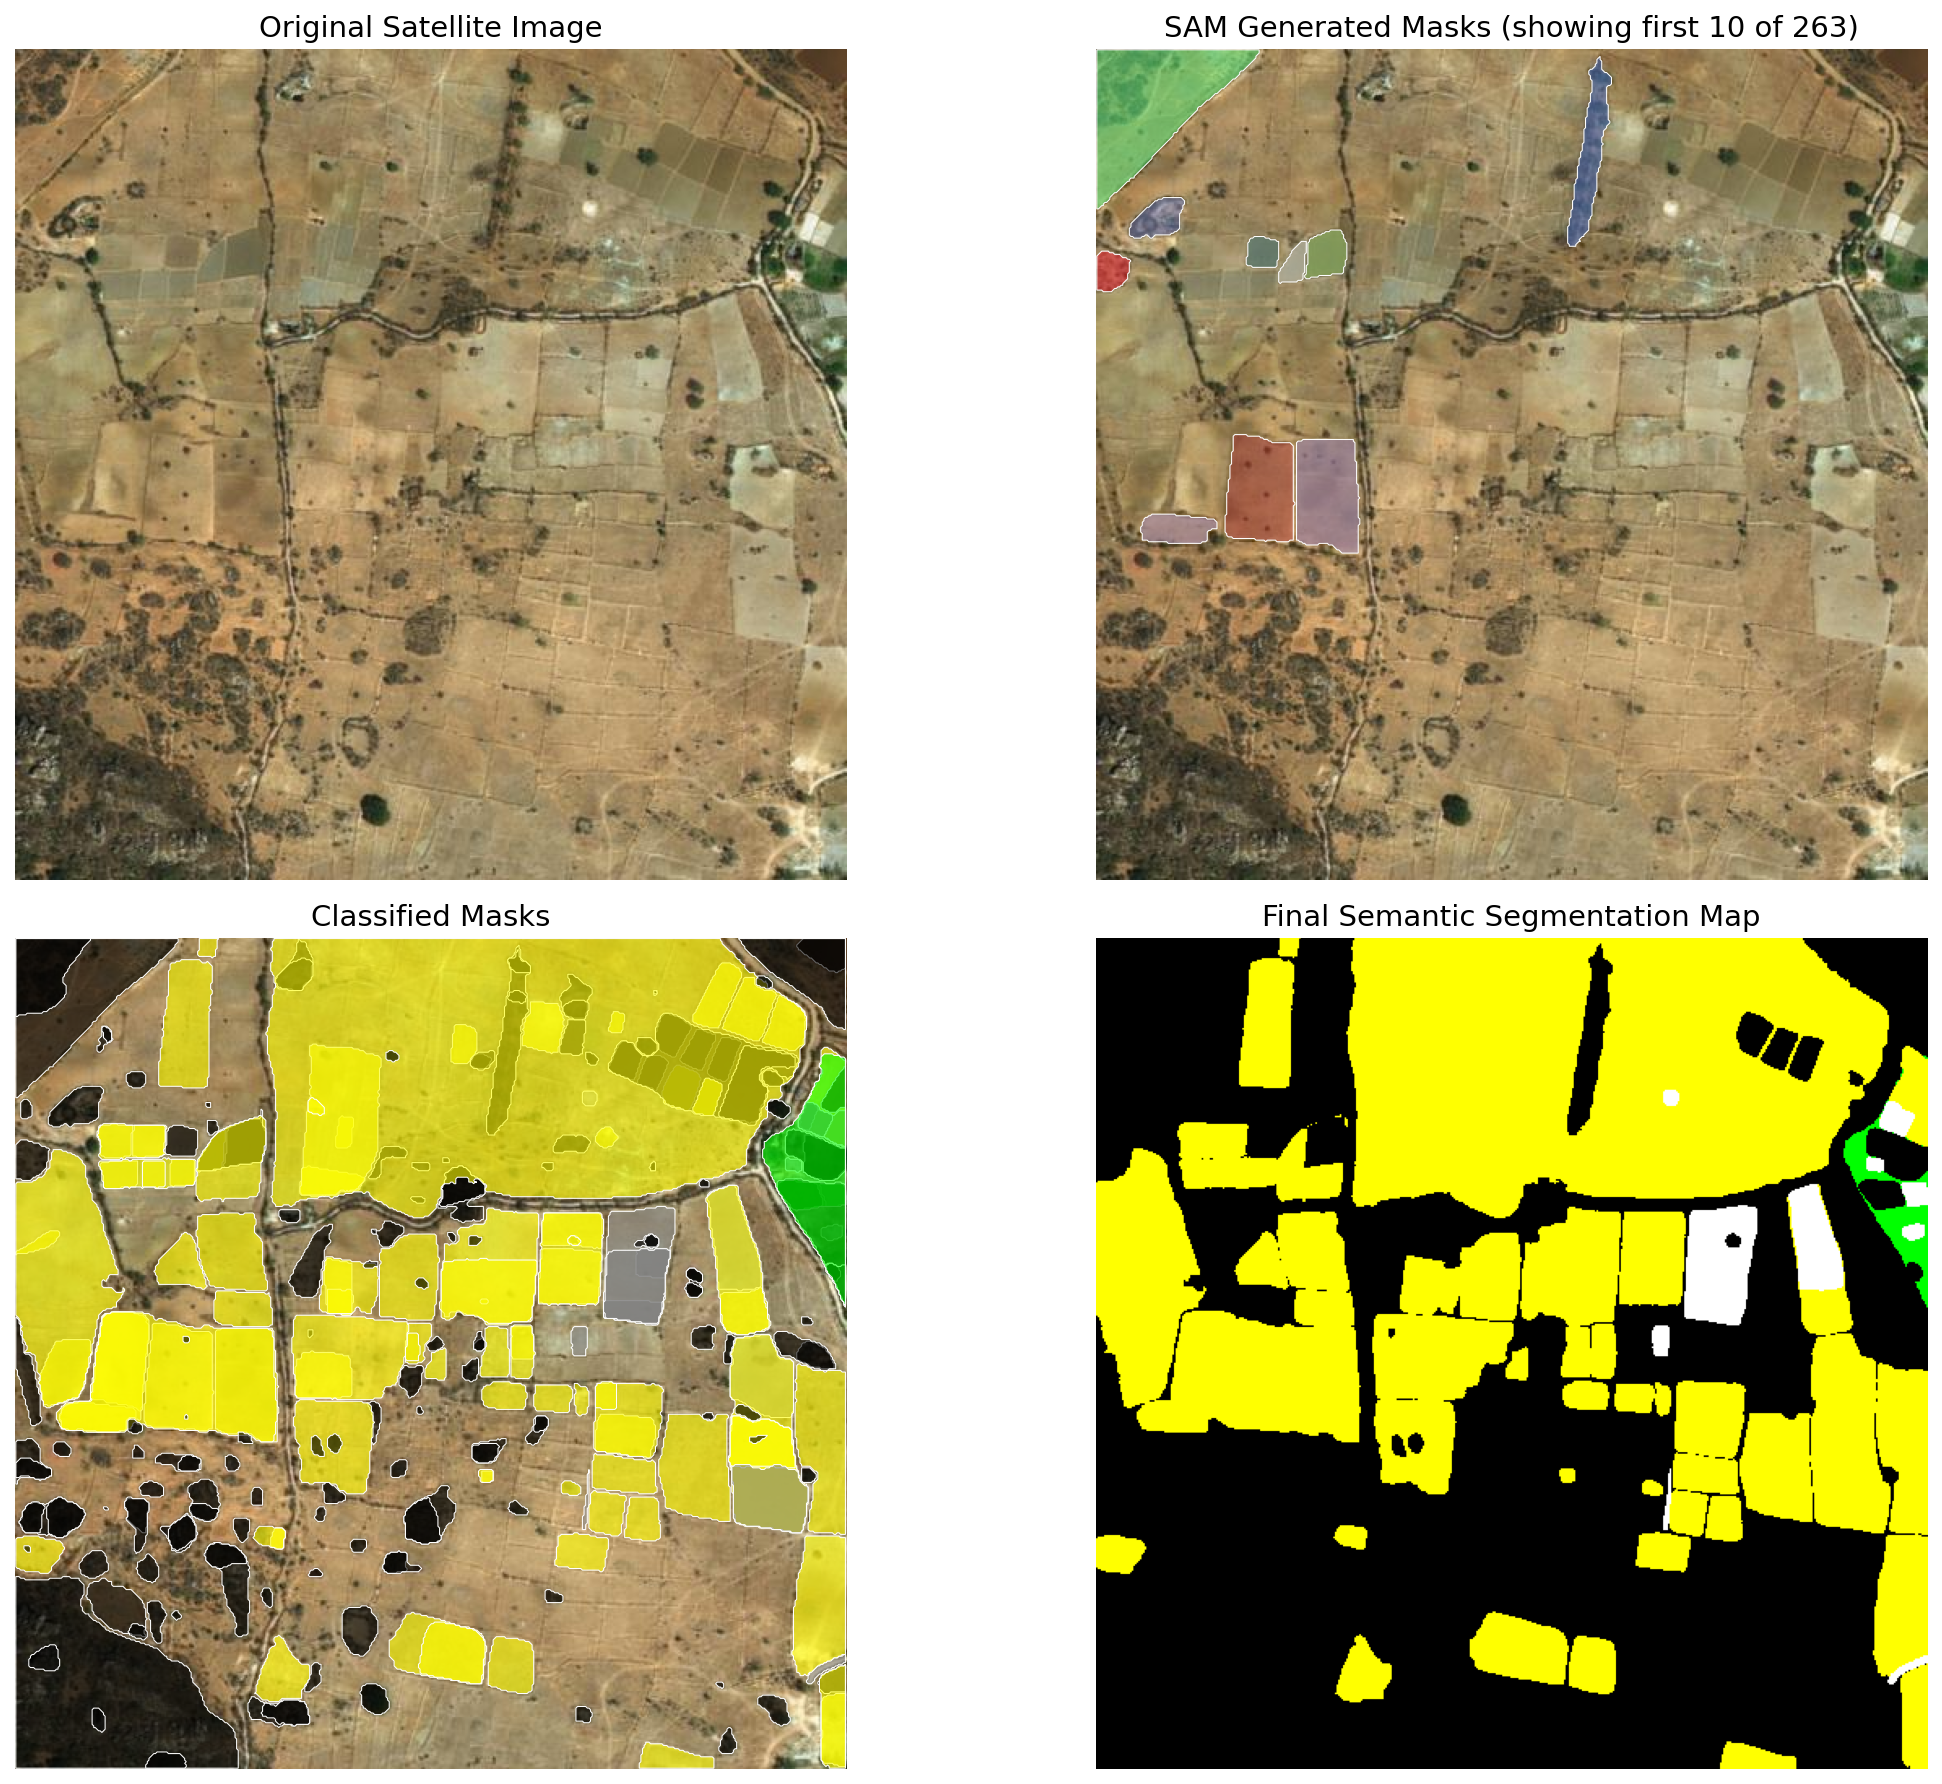 Original Satellite Image
SAM Generated Masks (showing first 10 of 263)
Classified Masks
Final Semantic Segmentation Map